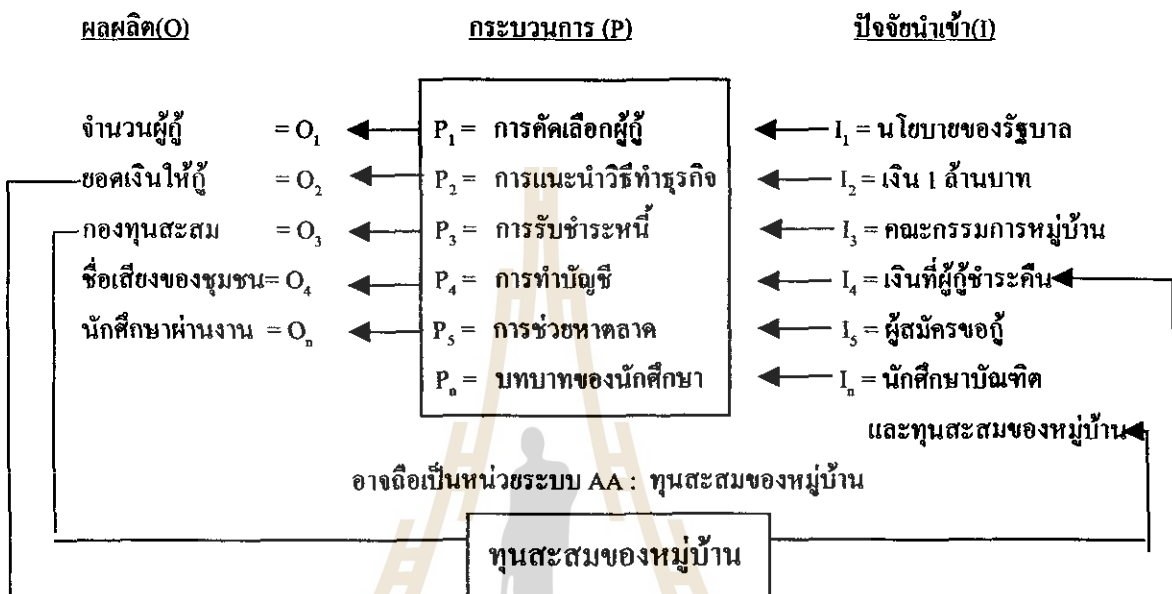 ผลผลิต(O) กระบวนการ (P) ปัจจัยนำเข้า(I)
จำนวนผู้กู้ = O₁ P₁ = การคัดเลือกผู้กู้ I₁ = นโยบายของรัฐบาล
ยอดเงินให้กู้ = O₂ P₂ = การแนะนำวิธีทำธุรกิจ I₂ = เงิน 1 ล้านบาท
กองทุนสะสม = O₃ P₃ = การรับชำระหนี้ I₃ = คณะกรรมการหมู่บ้าน
ชื่อเสียงของชุมชน= O₄ P₄ = การทำบัญชี I₄ = เงินที่ผู้กู้ชำระคืน
นักศึกษาผ่านงาน = Oₙ P₅ = การช่วยหาตลาด I₅ = ผู้สมัครขอกู้
Pₙ = บทบาทของนักศึกษา Iₙ = นักศึกษาบัณฑิต
และทุนสะสมของหมู่บ้าน
อาจถือเป็นหน่วยระบบ AA : ทุนสะสมของหมู่บ้าน
ทุนสะสมของหมู่บ้าน